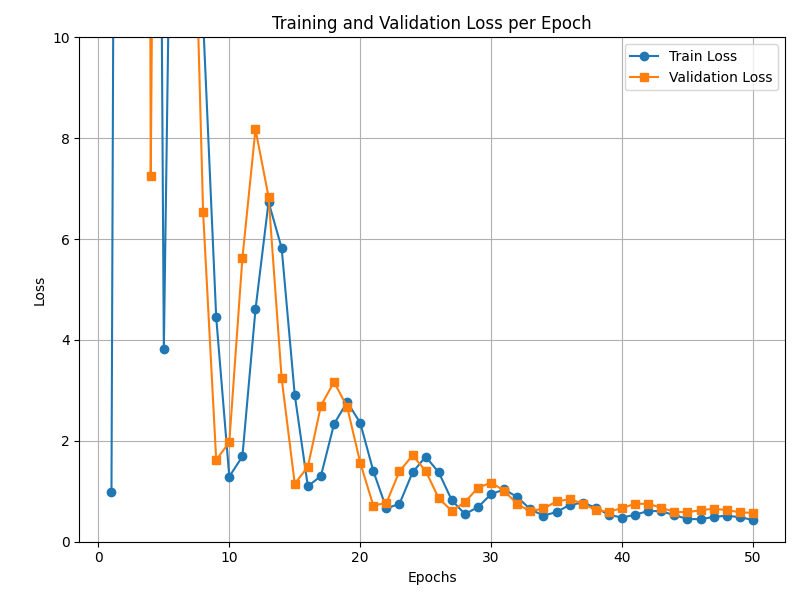 Training and Validation Loss per Epoch
Train Loss
Validation Loss
Loss
10
8
6
4
2
0
0 10 20 30 40 50
Epochs